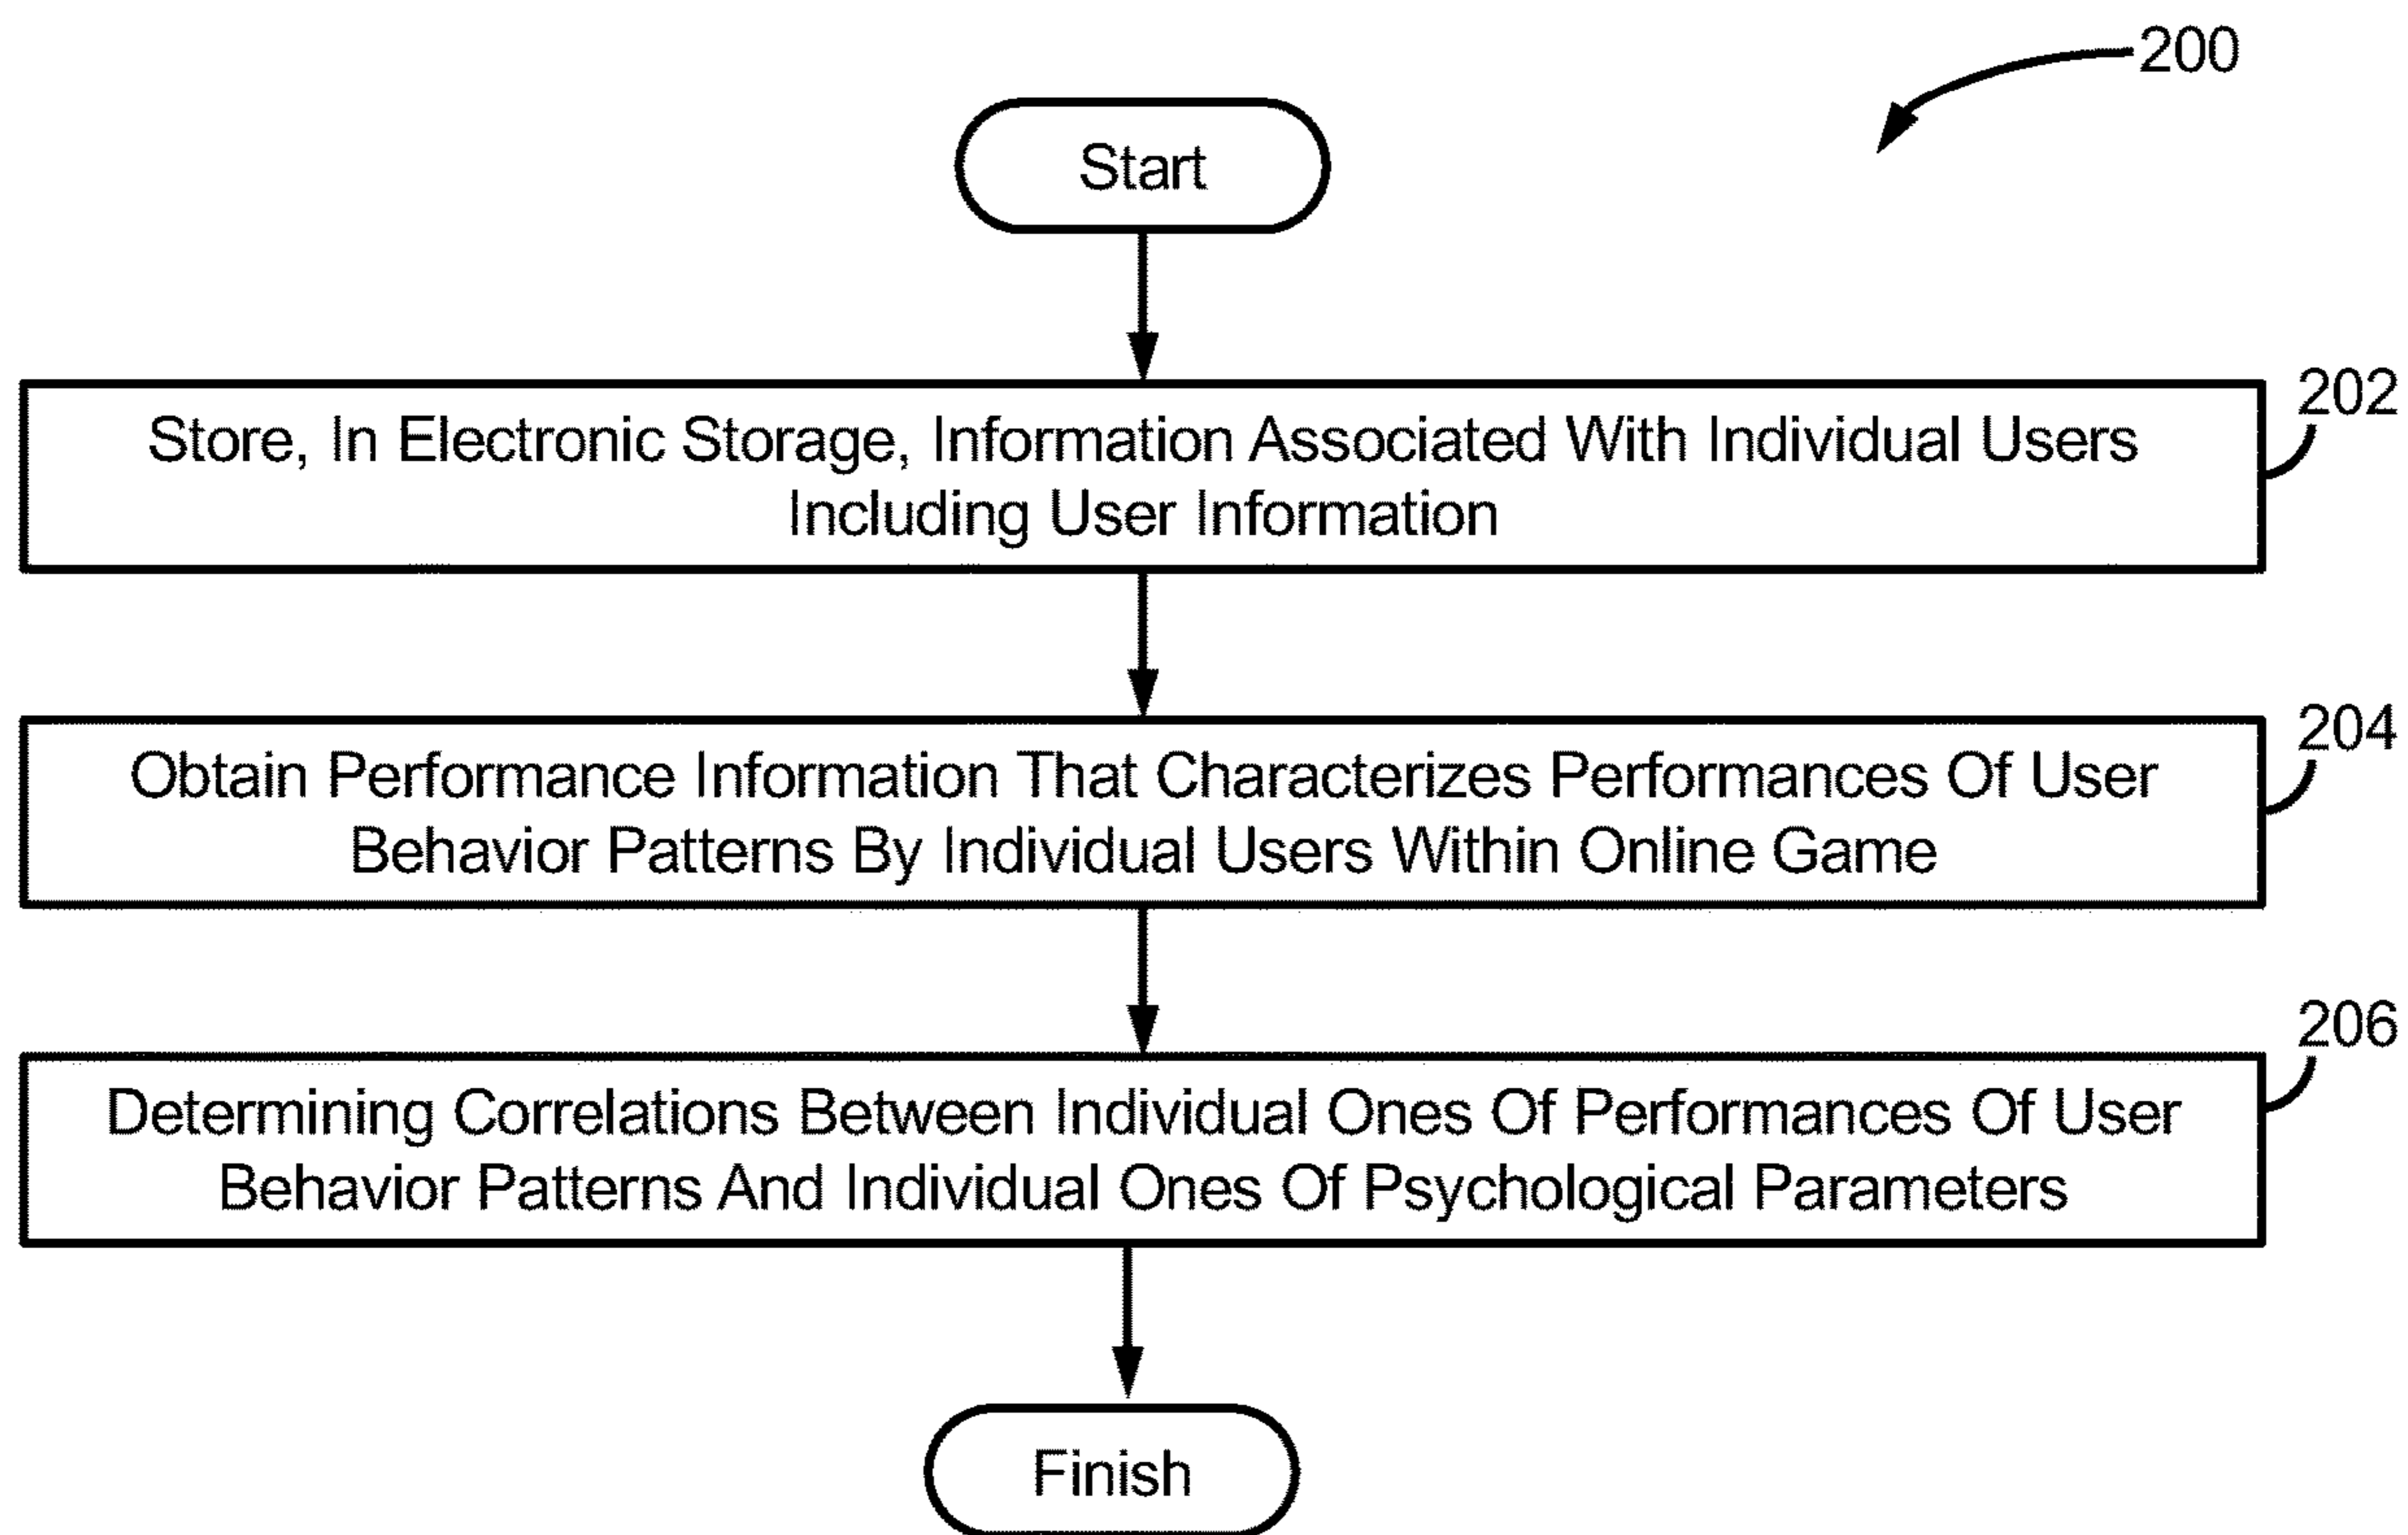 200
Start
202
Store, In Electronic Storage, Information Associated With Individual Users
Including User Information
204
Obtain Performance Information That Characterizes Performances Of User
Behavior Patterns By Individual Users Within Online Game
206
Determining Correlations Between Individual Ones Of Performances Of User
Behavior Patterns And Individual Ones Of Psychological Parameters
Finish